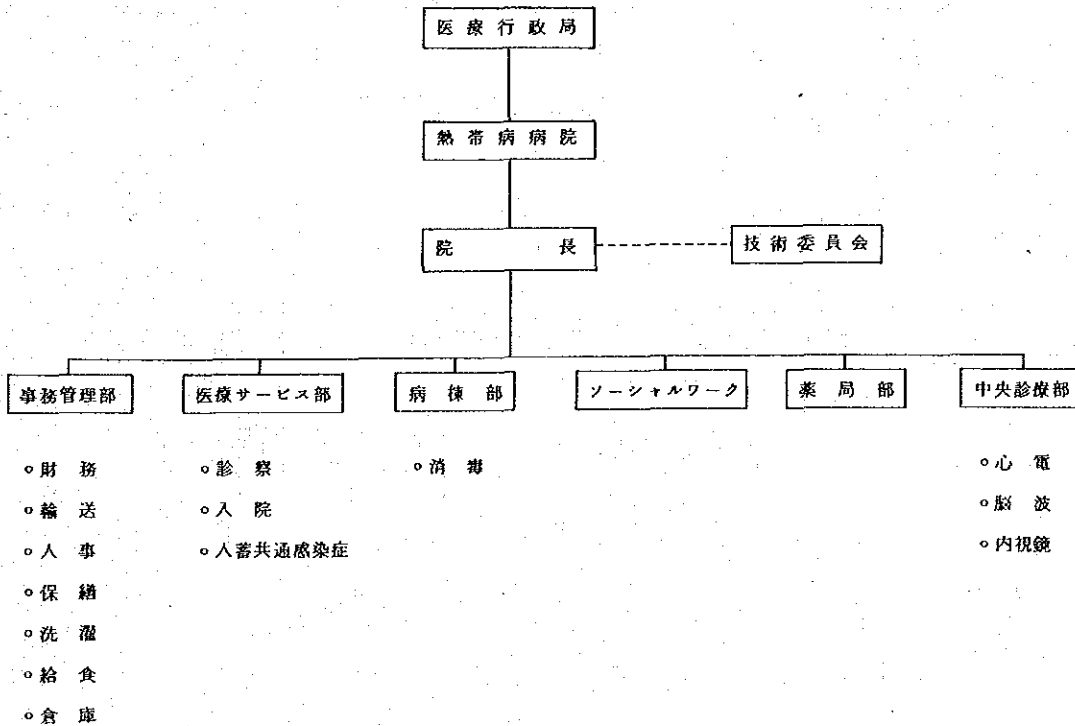 医療行政局
熱帯病病院
院長
技術委員会
事務管理部
医療サービス部
病棟部
ソーシャルワーク
薬局部
中央診療部
○財務
○輸送
○人事
○保繕
○洗濯
○給食
○倉庫
○診察
○入院
○人蓄共通感染症
○消毒
○心電
○脳波
○内視鏡